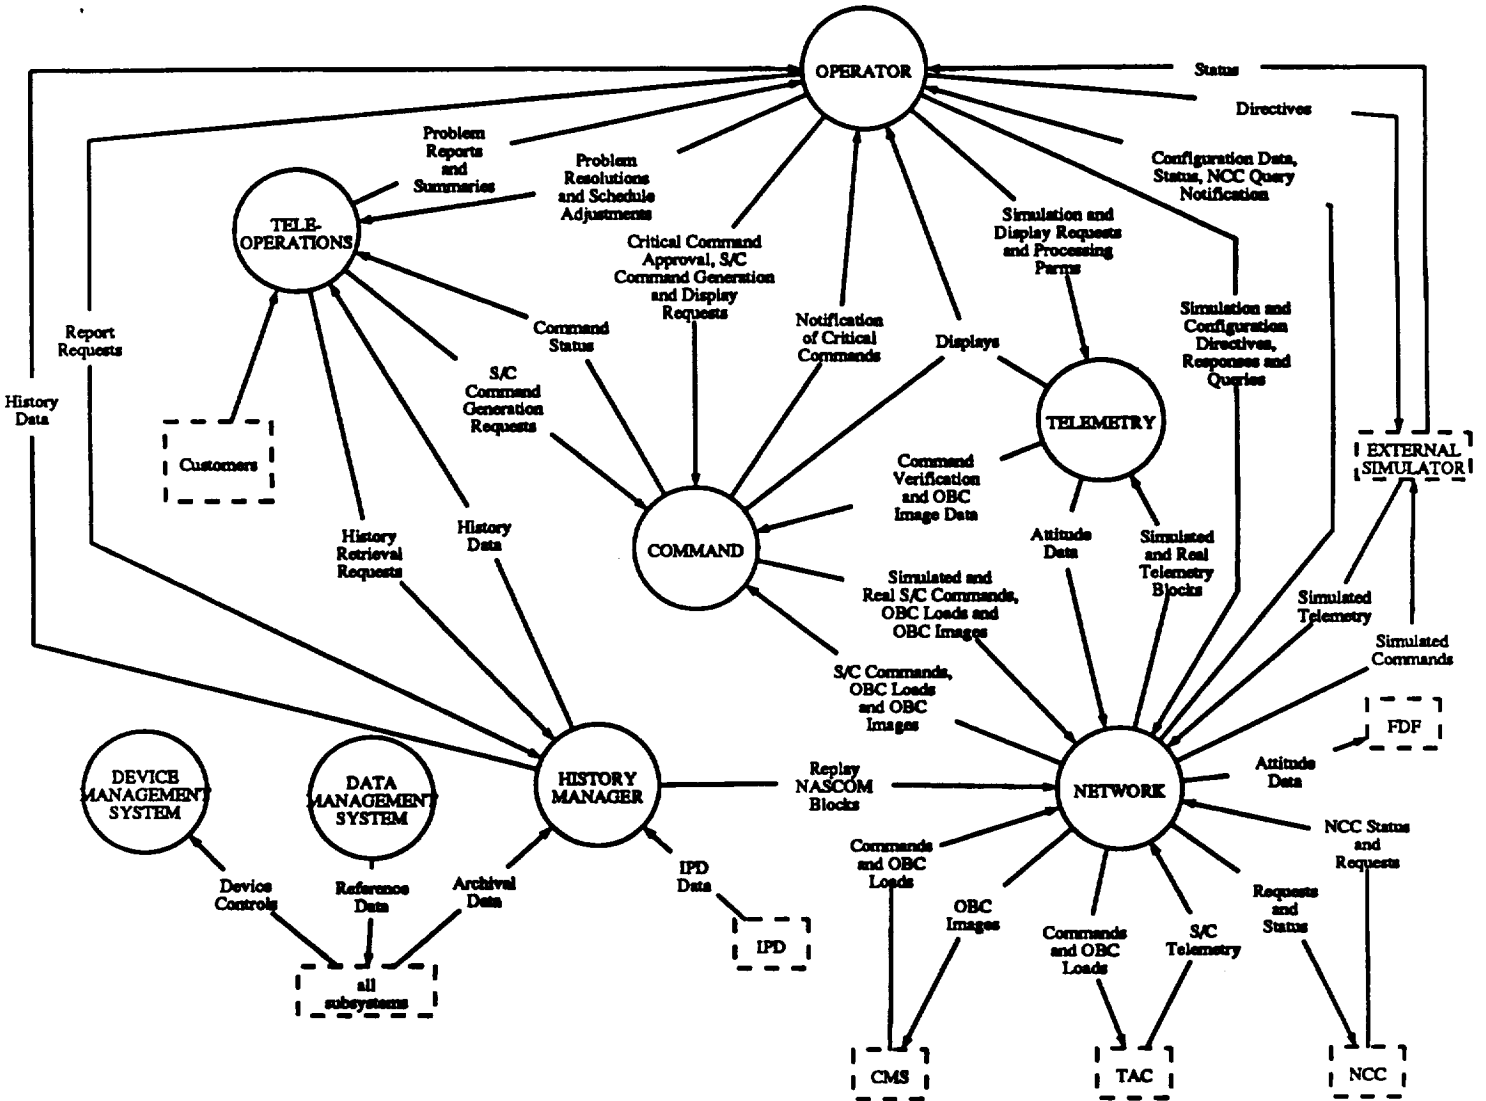 OPERATOR
Status
Directives
Problem
Reports
and
Summaries
Problem
Resolutions
and Schedule
Adjustments
Configuration Data,
Status, NCC Query
Notification
TELE-
OPERATIONS
Critical Command
Approval, S/C
Command Generation
and Display
Requests
Simulation and
Display Requests
and Processing
Parms
Report
Requests
Command
Status
Notification
of Critical
Commands
Displays
Simulation and
Configuration
Directives,
Responses and
Queries
History
Data
S/C
Command
Generation
Requests
TELEMETRY
Customers
EXTERNAL
SIMULATOR
Command
Verification
and OBC
Image Data
History
Retrieval
Requests
History
Data
COMMAND
Attitude
Data
Simulated
and Real
Telemetry
Blocks
Simulated and
Real S/C Commands,
OBC Loads and
OBC Images
Simulated
Telemetry
Simulated
Commands
S/C Commands,
OBC Loads
and OBC
Images
FDF
DEVICE
MANAGEMENT
SYSTEM
DATA
MANAGEMENT
SYSTEM
HISTORY
MANAGER
Replay
NASCOM
Blocks
NETWORK
Attitude
Data
Device
Controls
Reference
Data
Archival
Data
IPD
Data
Commands
and OBC
Loads
NCC Status
and
Requests
OBC
Images
Commands
and OBC
Loads
S/C
Telemetry
Requests
and
Status
all
subsystems
IPD
CMS
TAC
NCC